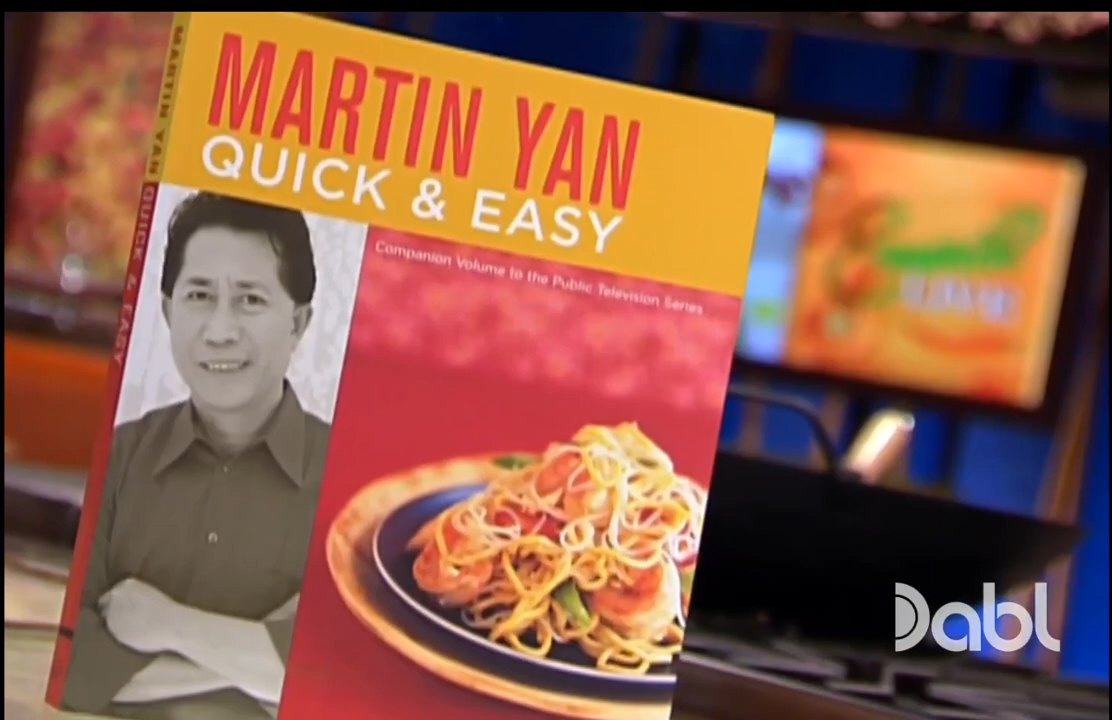 MARTIN YAN
QUICK & EASY
Companion Volume to the Public Television Series
MARTIN YAN QUICK & EASY
Dabl